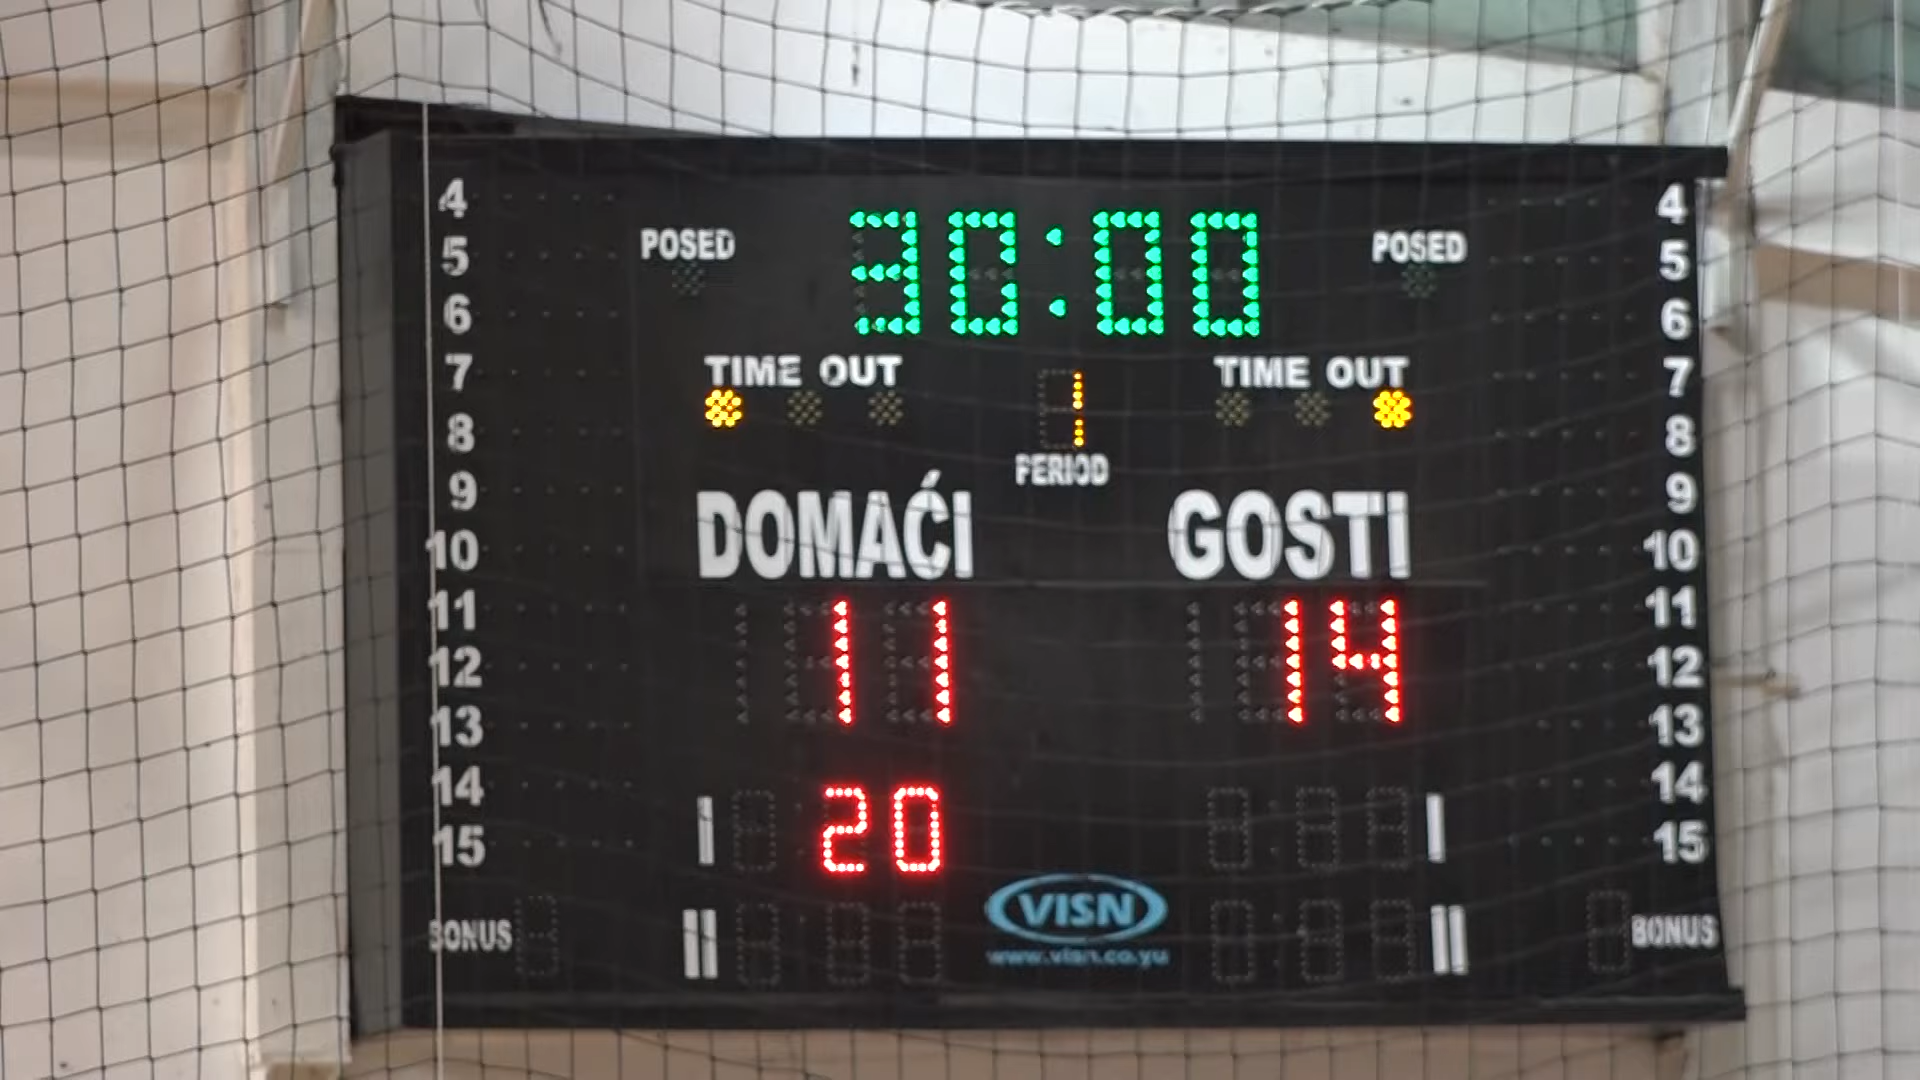 30:00
POSED
POSED
TIME OUT
TIME OUT
1
PERIOD
DOMAĆI
GOSTI
11
14
I
20
I
II
II
VISN
www.visn.co.yu
4
5
6
7
8
9
10
11
12
13
14
15
BONUS
4
5
6
7
8
9
10
11
12
13
14
15
BONUS